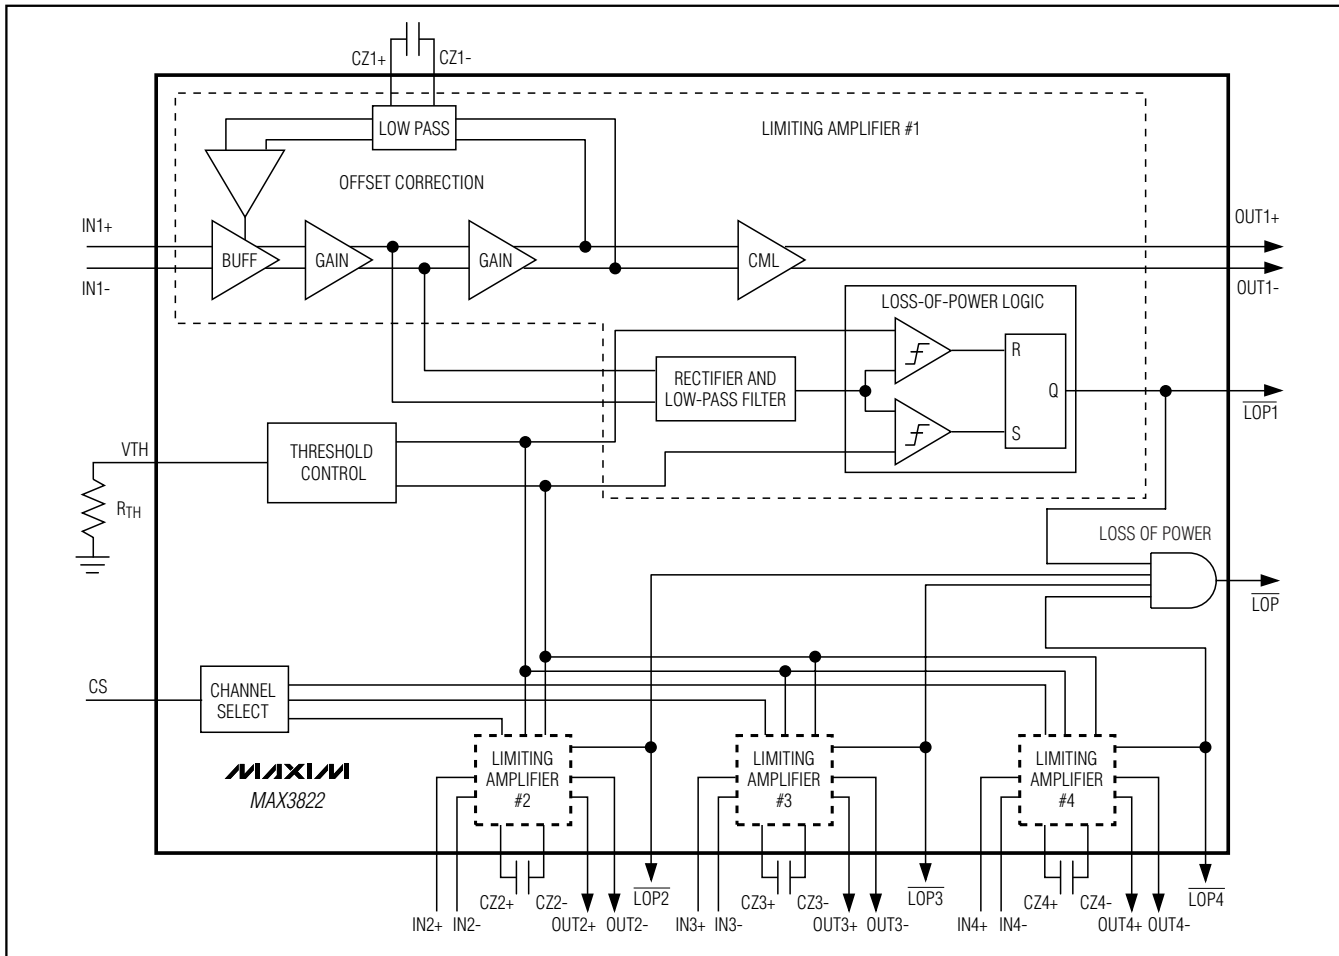 CZ1+ CZ1-
LOW PASS
LIMITING AMPLIFIER #1
OFFSET CORRECTION
IN1+
IN1-
BUFF
GAIN
GAIN
CML
OUT1+
OUT1-
LOSS-OF-POWER LOGIC
R
Q
S
RECTIFIER AND
LOW-PASS FILTER
LOP1
VTH
THRESHOLD
CONTROL
RTH
LOSS OF POWER
LOP
CS
CHANNEL
SELECT
MAXIM
MAX3822
LIMITING
AMPLIFIER
#2
LIMITING
AMPLIFIER
#3
LIMITING
AMPLIFIER
#4
CZ2+ CZ2- LOP2
IN2+ IN2- OUT2+ OUT2-
CZ3+ CZ3- LOP3
IN3+ IN3- OUT3+ OUT3-
CZ4+ CZ4- LOP4
IN4+ IN4- OUT4+ OUT4-